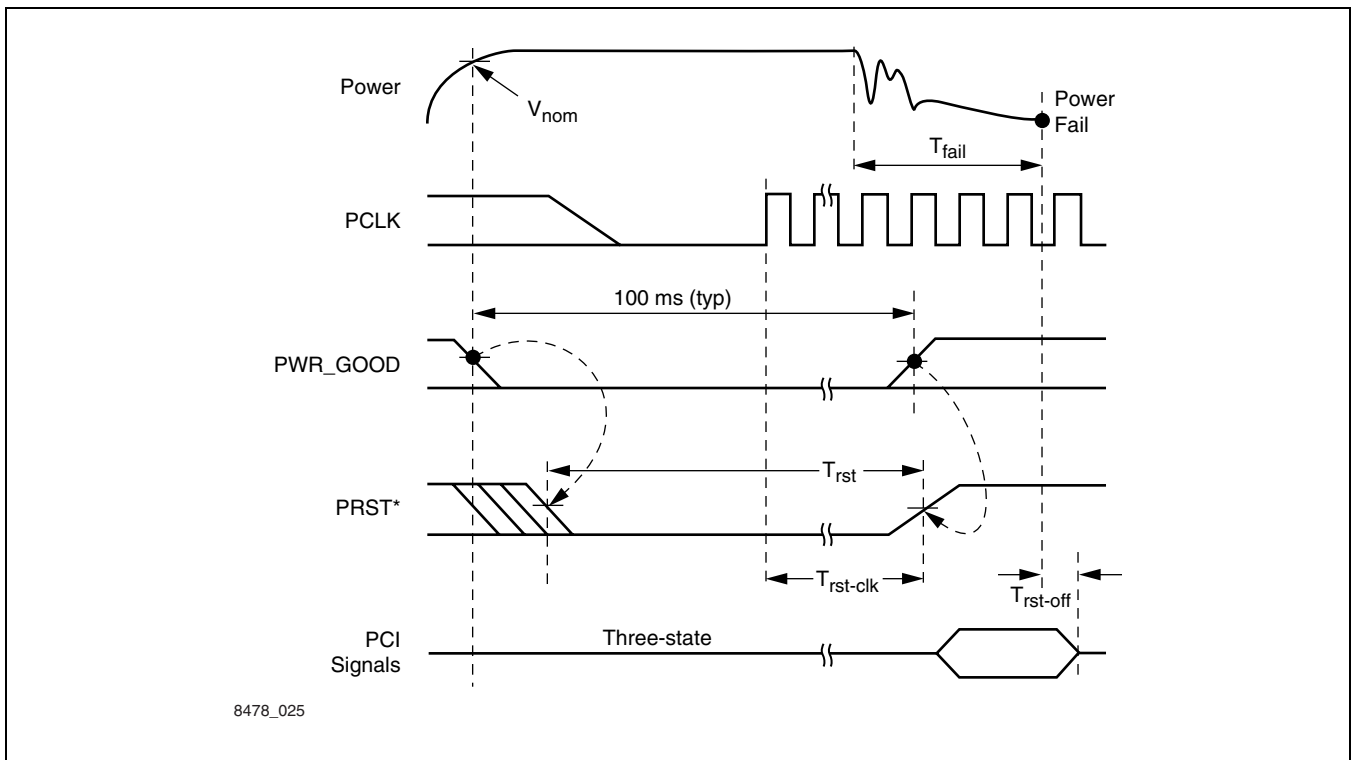 Power
V_nom
Power
Fail
T_fail
PCLK
100 ms (typ)
PWR_GOOD
T_rst
PRST*
T_rst-clk
T_rst-off
PCI
Signals
Three-state
8478_025